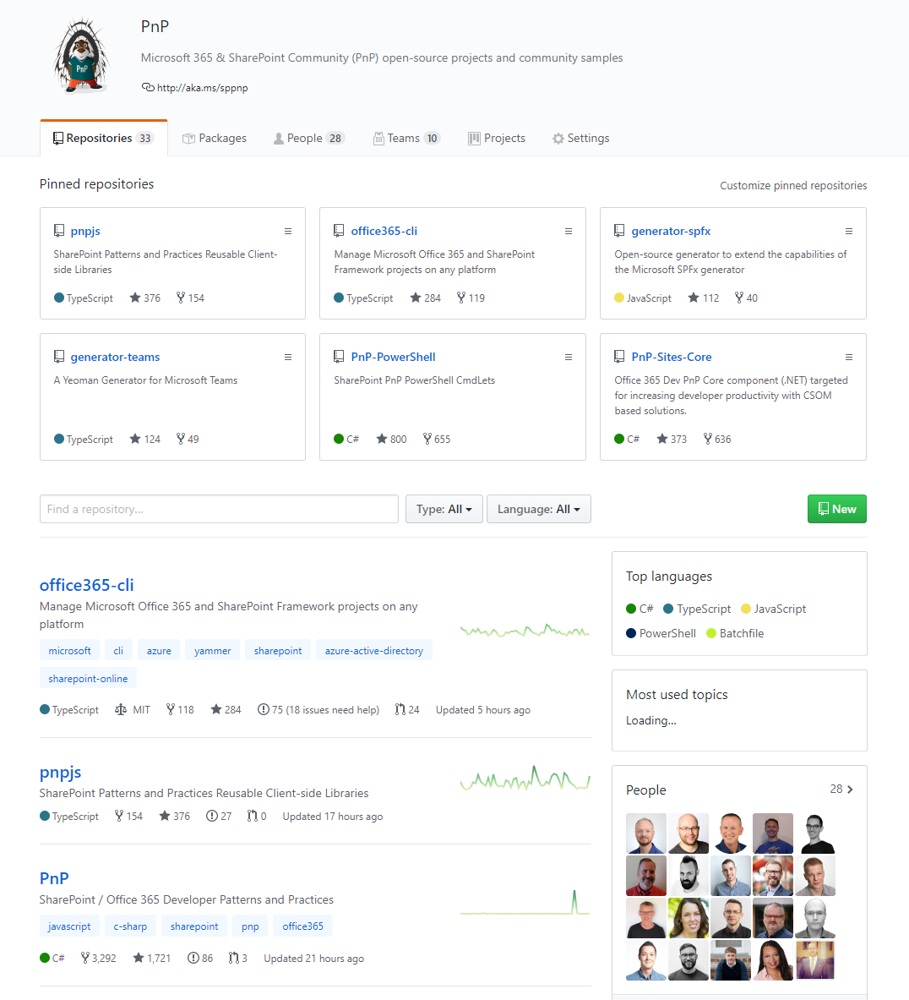 PnP
Microsoft 365 & SharePoint Community (PnP) open-source projects and community samples
PnP
http://aka.ms/sppnp
Repositories 33 Packages People 28 Teams 10 Projects Settings
Pinned repositories
Customize pinned repositories
pnpjs
SharePoint Patterns and Practices Reusable Client-
side Libraries
TypeScript 376 154
office365-cli
Manage Microsoft Office 365 and SharePoint
Framework projects on any platform
TypeScript 284 119
generator-spfx
Open-source generator to extend the capabilities of
the Microsoft SPFx generator
JavaScript 112 40
generator-teams
A Yeoman Generator for Microsoft Teams
TypeScript 124 49
PnP-PowerShell
SharePoint PnP PowerShell CmdLets
C# 800 655
PnP-Sites-Core
Office 365 Dev PnP Core component (.NET) targeted
for increasing developer productivity with CSOM
based solutions.
C# 373 636
Find a repository...
Type: All
Language: All
New
office365-cli
Manage Microsoft Office 365 and SharePoint Framework projects on any
platform
microsoft cli azure yammer sharepoint azure-active-directory
sharepoint-online
TypeScript MIT 118 284 75 (18 issues need help) 24 Updated 5 hours ago
pnpjs
SharePoint Patterns and Practices Reusable Client-side Libraries
TypeScript 154 376 27 0 Updated 17 hours ago
PnP
SharePoint / Office 365 Developer Patterns and Practices
javascript c-sharp sharepoint pnp office365
C# 3,292 1,721 86 3 Updated 21 hours ago
Top languages
C# TypeScript JavaScript
PowerShell Batchfile
Most used topics
Loading...
People
28